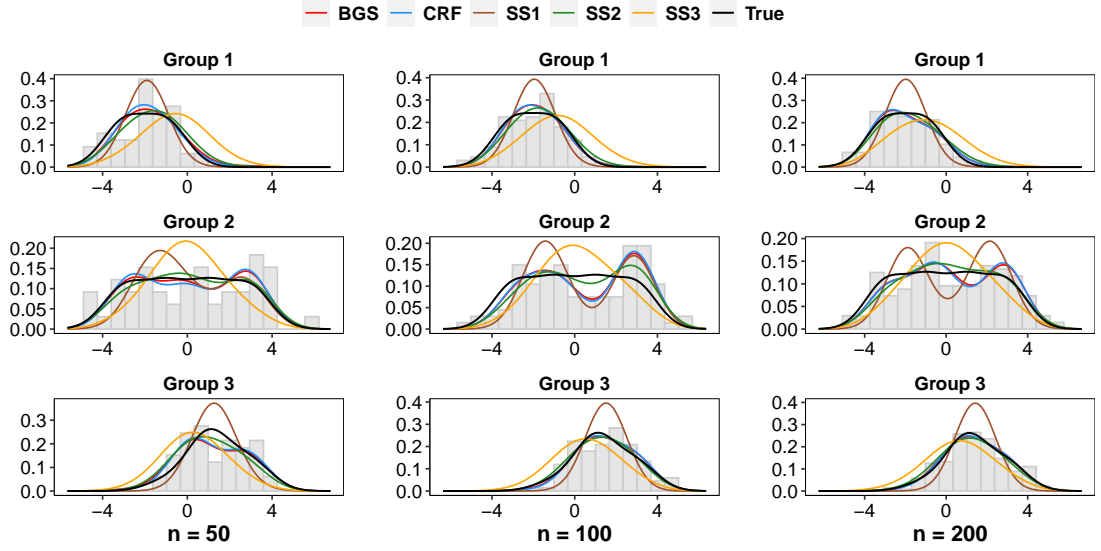 BGS CRF SS1 SS2 SS3 True
Group 1 Group 1 Group 1
0.4 0.4 0.4
0.3 0.3 0.3
0.2 0.2 0.2
0.1 0.1 0.1
0.0 0.0 0.0
−4 0 4 −4 0 4 −4 0 4
Group 2 Group 2 Group 2
0.20 0.20 0.20
0.15 0.15 0.15
0.10 0.10 0.10
0.05 0.05 0.05
0.00 0.00 0.00
−4 0 4 −4 0 4 −4 0 4
Group 3 Group 3 Group 3
0.4 0.4
0.3 0.3 0.3
0.2 0.2 0.2
0.1 0.1 0.1
0.0 0.0 0.0
−4 0 4 −4 0 4 −4 0 4
n = 50 n = 100 n = 200